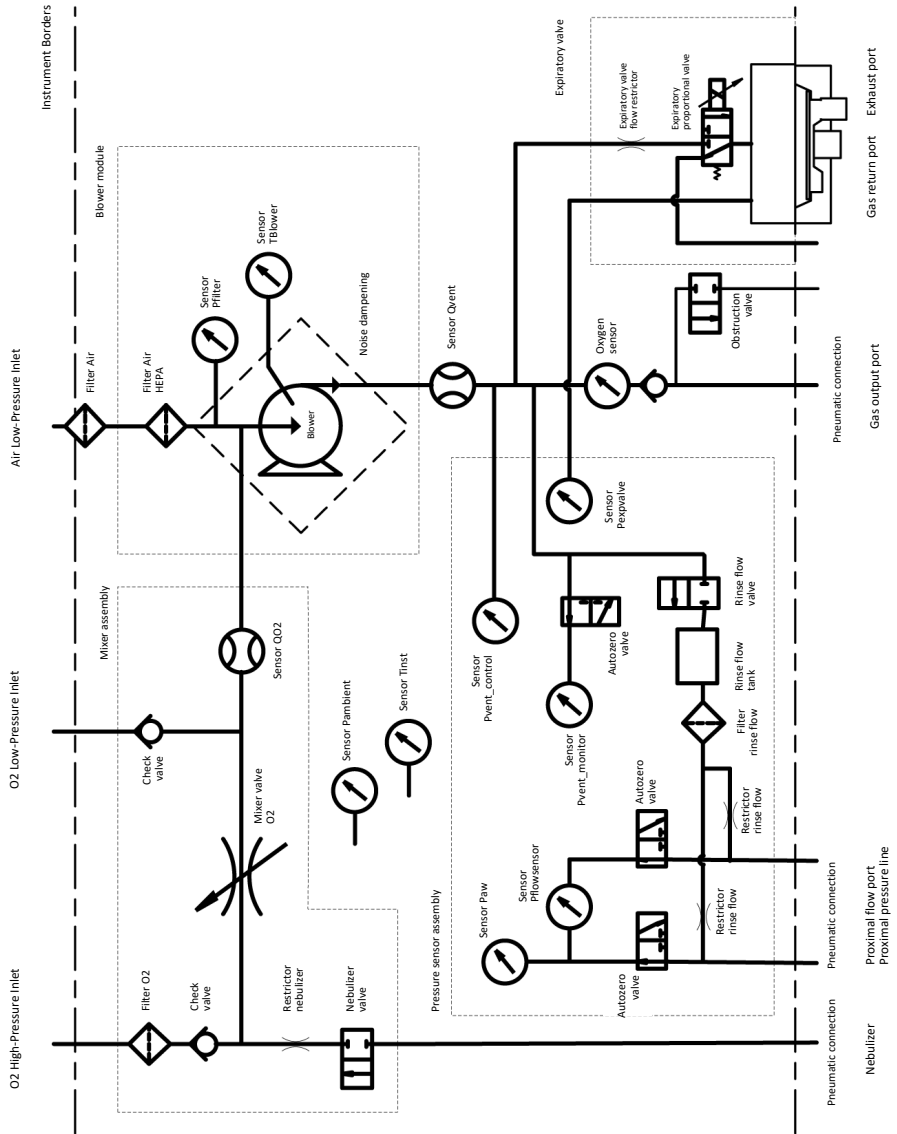 Instrument Borders
O2 High-Pressure Inlet
O2 Low-Pressure Inlet
Air Low-Pressure Inlet
Mixer assembly
Filter O2
Check
valve
Restrictor
nebulizer
Nebulizer
valve
Mixer valve
O2
Check
valve
Sensor QO2
Sensor Pambient
Sensor Tinst
Blower module
Filter Air
Filter Air
HEPA
Sensor
Pfilter
Sensor
TBlower
Blower
Noise dampening
Sensor Qvent
Pressure sensor assembly
Sensor Paw
Sensor
Pflowsensor
Autozero
valve
Autozero
valve
Restrictor
rinse flow
Restrictor
rinse flow
Filter
rinse flow
Rinse flow
tank
Rinse flow
valve
Sensor
Pvent_monitor
Autozero
valve
Sensor
Pvent_control
Sensor
Pexpvalve
Oxygen
sensor
Obstruction
valve
Expiratory valve
Expiratory valve
flow restrictor
Expiratory
proportional valve
Pneumatic connection
Nebulizer
Pneumatic connection
Proximal flow port
Proximal pressure line
Pneumatic connection
Gas output port
Gas return port
Exhaust port